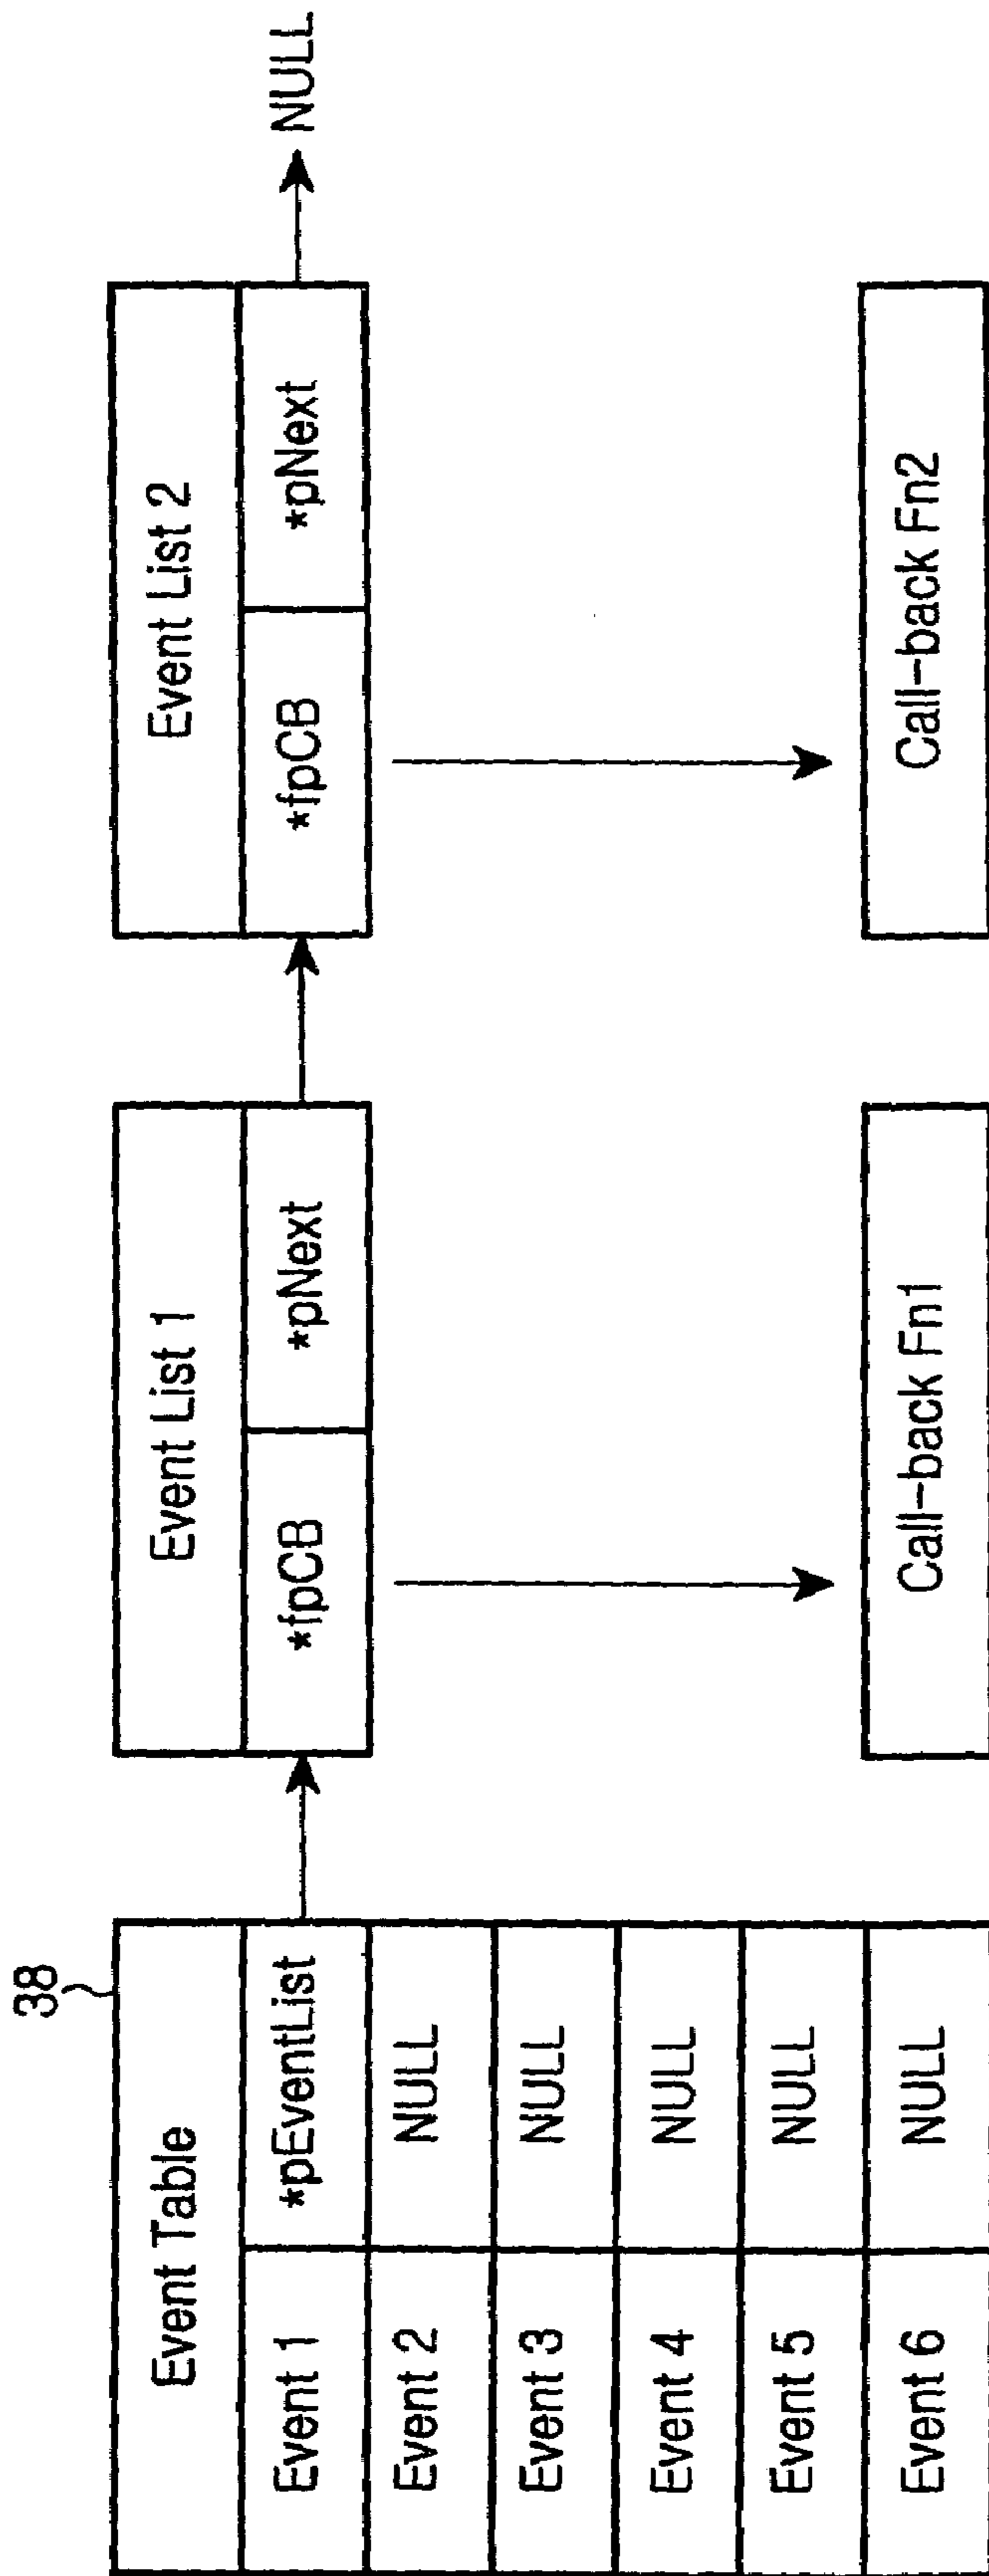 38
Event Table
Event 1
*pEventList
Event 2
NULL
Event 3
NULL
Event 4
NULL
Event 5
NULL
Event 6
NULL
Event List 1
*fpCB
*pNext
Call-back Fn1
Event List 2
*fpCB
*pNext
Call-back Fn2
NULL